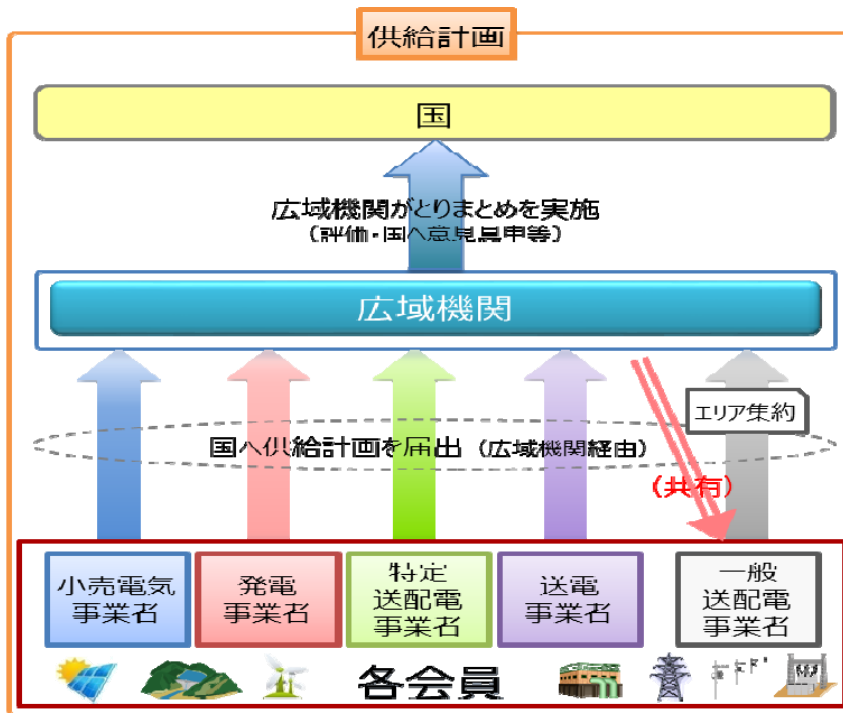 供給計画
国
広域機関がとりまとめを実施
(評価・国へ意見具申等)
広域機関
エリア集約
国へ供給計画を届出(広域機関経由)
(共有)
小売電気
事業者
発電
事業者
特定
送配電
事業者
送電
事業者
一般
送配電
事業者
各会員